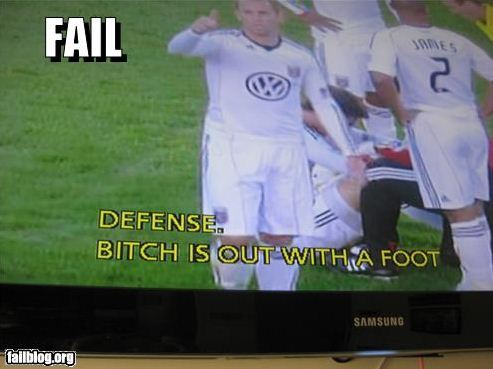 FAIL
JAMES
2
DEFENSE.
BITCH IS OUT WITH A FOOT
SAMSUNG
failblog.org